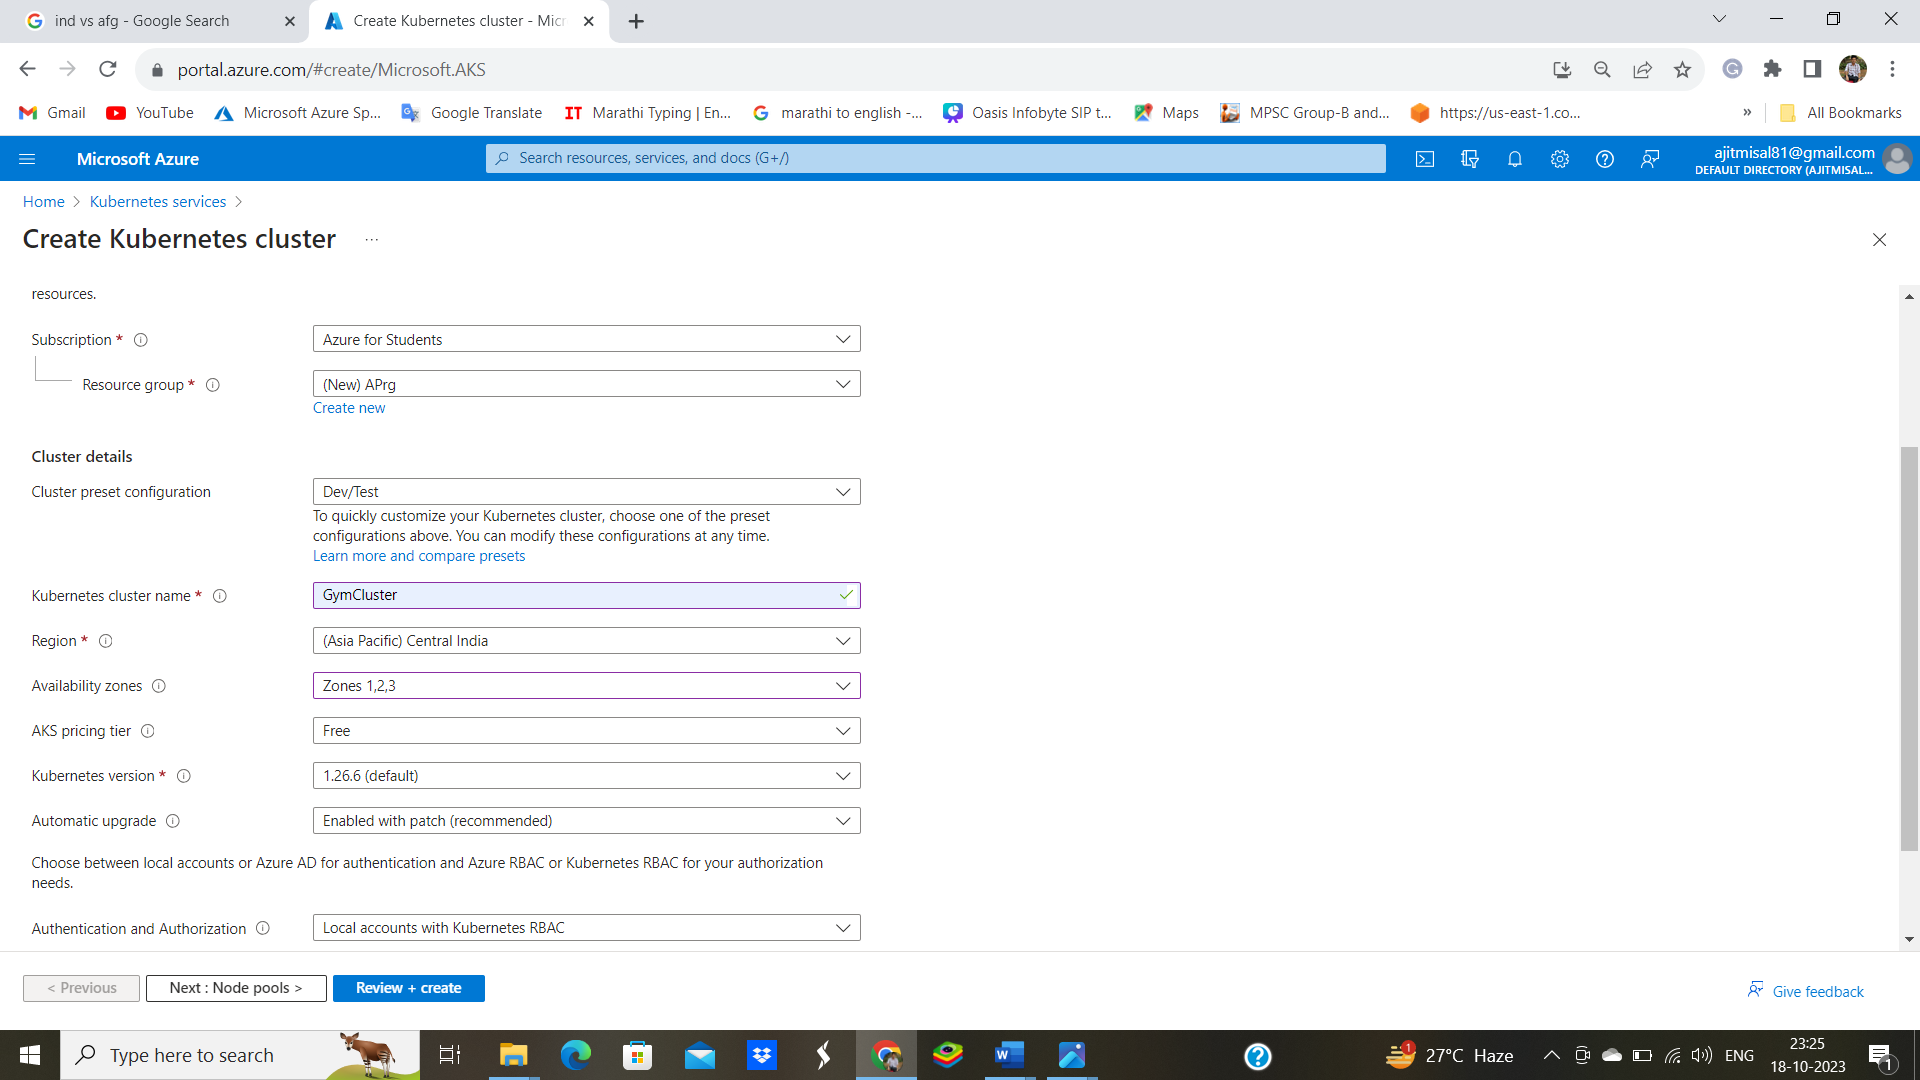 ind vs afg - Google Search
Create Kubernetes cluster - Micr
portal.azure.com/#create/Microsoft.AKS
Gmail
YouTube
Microsoft Azure Sp...
Google Translate
IT Marathi Typing | En...
marathi to english -...
Oasis Infobyte SIP t...
Maps
MPSC Group-B and...
https://us-east-1.co...
» All Bookmarks
Microsoft Azure
Search resources, services, and docs (G+/)
ajitmisal81@gmail.com
DEFAULT DIRECTORY (AJITMISAL...
Home > Kubernetes services >
Create Kubernetes cluster ...
resources.
Subscription * Azure for Students
Resource group * (New) APrg
Create new
Cluster details
Cluster preset configuration Dev/Test
To quickly customize your Kubernetes cluster, choose one of the preset
configurations above. You can modify these configurations at any time.
Learn more and compare presets
Kubernetes cluster name * GymCluster
Region * (Asia Pacific) Central India
Availability zones Zones 1,2,3
AKS pricing tier Free
Kubernetes version * 1.26.6 (default)
Automatic upgrade Enabled with patch (recommended)
Choose between local accounts or Azure AD for authentication and Azure RBAC or Kubernetes RBAC for your authorization
needs.
Authentication and Authorization Local accounts with Kubernetes RBAC
< Previous
Next : Node pools >
Review + create
Give feedback
Type here to search
1
27°C Haze
ENG
23:25
18-10-2023
1